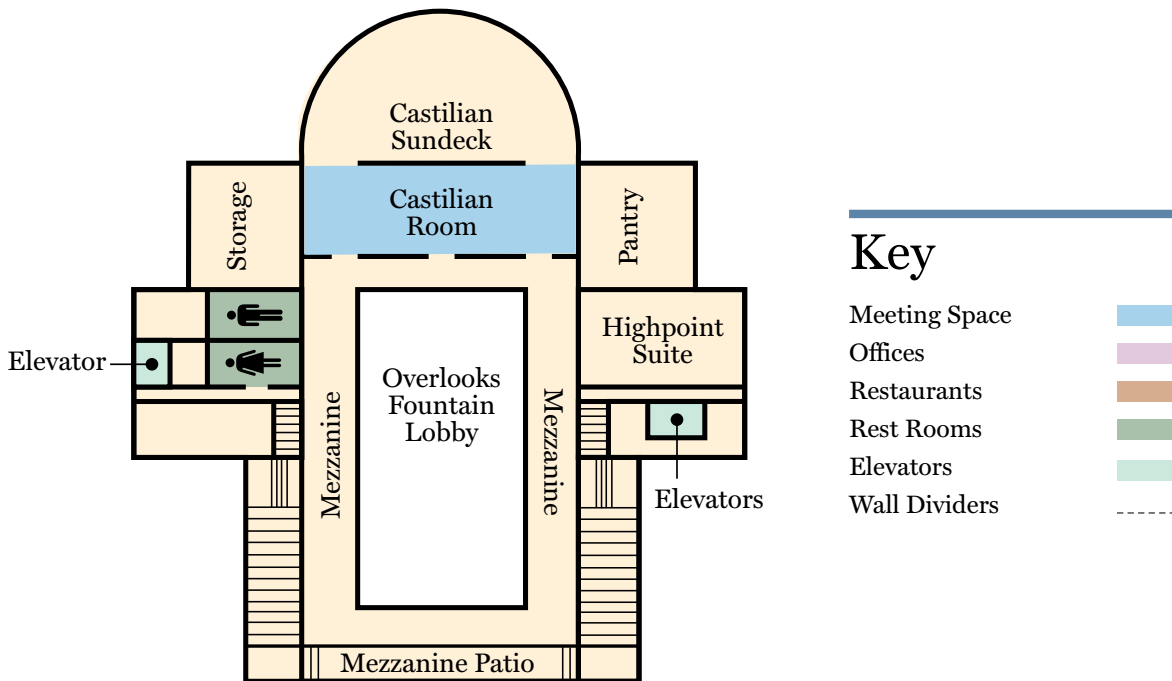 Castilian
Sundeck
Storage
Castilian
Room
Pantry
Elevator
Highpoint
Suite
Overlooks
Fountain
Lobby
Mezzanine
Mezzanine
Elevators
Mezzanine Patio
Key
Meeting Space
Offices
Restaurants
Rest Rooms
Elevators
Wall Dividers